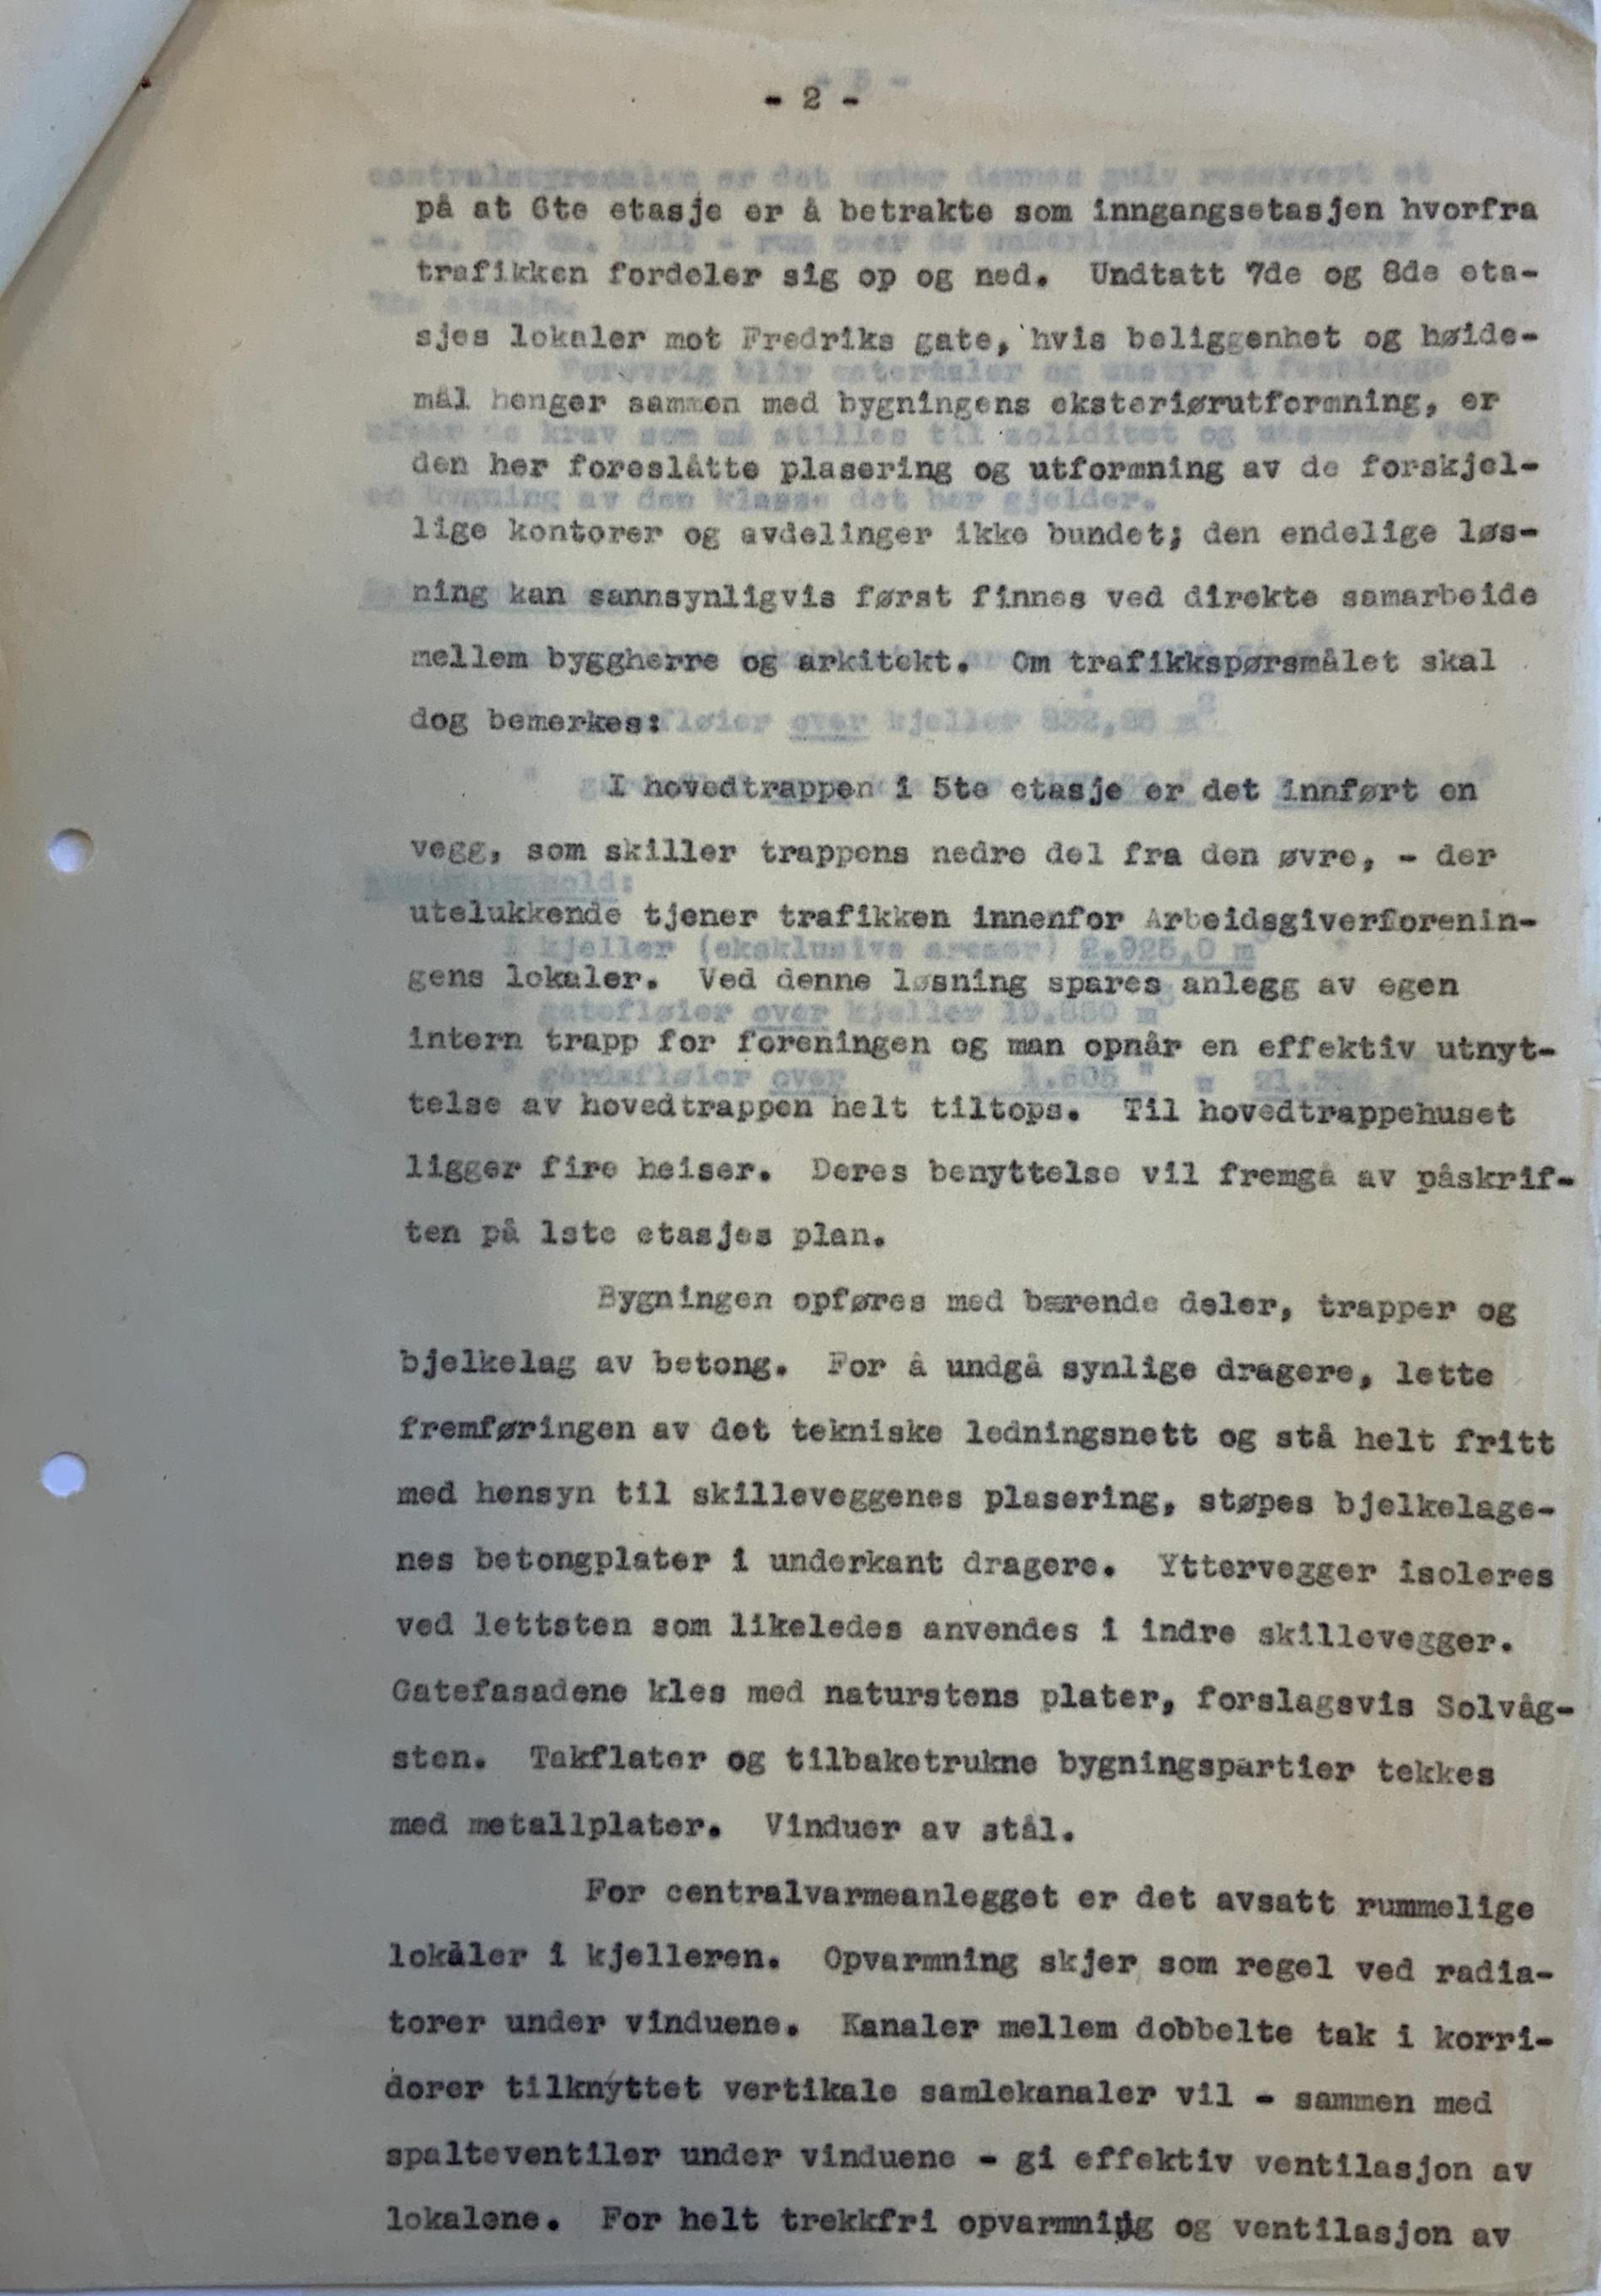 - 2 -
på at 6te etasje er å betrakte som inngangsetasjen hvorfra
trafikken fordeler sig op og ned. Undtatt 7de og 8de eta-
sjes lokaler mot Fredriks gate, hvis beliggenhet og høide-
mål henger sammen med bygningens eksteriørutformning, er
den her foreslåtte plasering og utformning av de forskjel-
lige kontorer og avdelinger ikke bundet; den endelige løs-
ning kan sannsynligvis først finnes ved direkte samarbeide
mellem byggherre og arkitekt. Om trafikkspørsmålet skal
dog bemerkes:
I hovedtrappen i 5te etasje er det innført en
vegg, som skiller trappens nedre del fra den øvre, - der
utelukkende tjener trafikken innenfor Arbeidsgiverforenin-
gens lokaler. Ved denne løsning spares anlegg av egen
intern trapp for foreningen og man opnår en effektiv utnyt-
telse av hovedtrappen helt tiltops. Til hovedtrappehuset
ligger fire heiser. Deres benyttelse vil fremgå av påskrif-
ten på 1ste etasjes plan.
Bygningen opføres med bærende deler, trapper og
bjelkelag av betong. For å undgå synlige dragere, lette
fremføringen av det tekniske ledningsnett og stå helt fritt
med hensyn til skilleveggenes plasering, støpes bjelkelage-
nes betongplater i underkant dragere. Yttervegger isoleres
ved lettsten som likeledes anvendes i indre skillevegger.
Gatefasadene kles med naturstens plater, forslagsvis Solvåg-
sten. Takflater og tilbaketrukne bygningspartier tekkes
med metallplater. Vinduer av stål.
For centralvarmeanlegget er det avsatt rummelige
lokaler i kjelleren. Opvarmning skjer som regel ved radia-
torer under vinduene. Kanaler mellem dobbelte tak i korri-
dorer tilknyttet vertikale samlekanaler vil - sammen med
spalteventiler under vinduene - gi effektiv ventilasjon av
lokalene. For helt trekkfri opvarmning og ventilasjon av